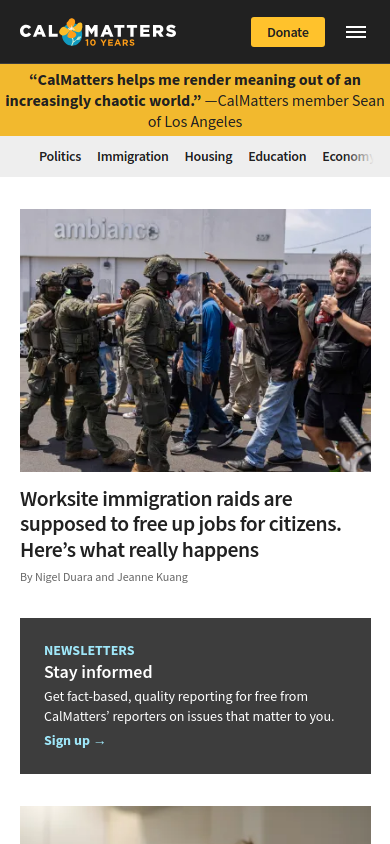 CALMATTERS
10 YEARS
Donate
“CalMatters helps me render meaning out of an
increasingly chaotic world.” —CalMatters member Sean
of Los Angeles
Politics Immigration Housing Education Economy
ambiance
Worksite immigration raids are
supposed to free up jobs for citizens.
Here’s what really happens
By Nigel Duara and Jeanne Kuang
NEWSLETTERS
Stay informed
Get fact-based, quality reporting for free from
CalMatters’ reporters on issues that matter to you.
Sign up →